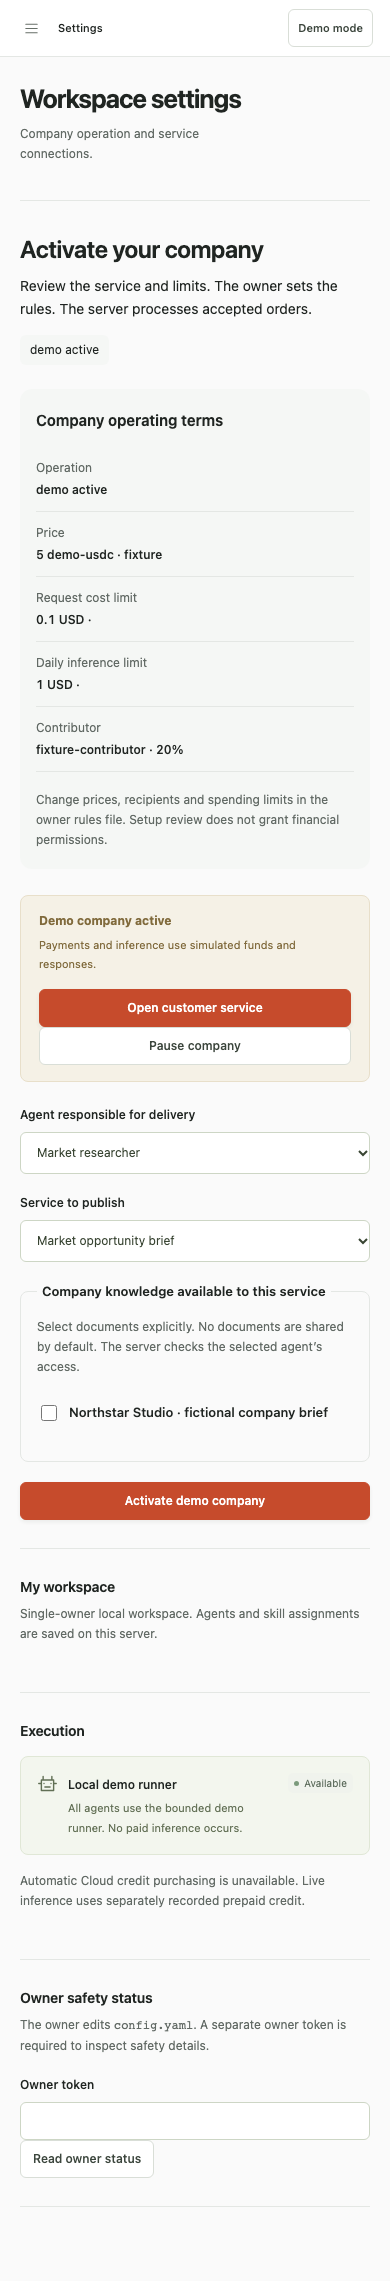 Settings
Demo mode
Workspace settings
Company operation and service
connections.
Activate your company
Review the service and limits. The owner sets the
rules. The server processes accepted orders.
demo active
Company operating terms
Operation
demo active
Price
5 demo-usdc · fixture
Request cost limit
0.1 USD ·
Daily inference limit
1 USD ·
Contributor
fixture-contributor · 20%
Change prices, recipients and spending limits in the
owner rules file. Setup review does not grant financial
permissions.
Demo company active
Payments and inference use simulated funds and
responses.
Open customer service
Pause company
Agent responsible for delivery
Market researcher
Service to publish
Market opportunity brief
Company knowledge available to this service
Select documents explicitly. No documents are shared
by default. The server checks the selected agent's
access.
Northstar Studio · fictional company brief
Activate demo company
My workspace
Single-owner local workspace. Agents and skill assignments
are saved on this server.
Execution
Local demo runner
Available
All agents use the bounded demo
runner. No paid inference occurs.
Automatic Cloud credit purchasing is unavailable. Live
inference uses separately recorded prepaid credit.
Owner safety status
The owner edits config.yaml. A separate owner token is
required to inspect safety details.
Owner token
Read owner status